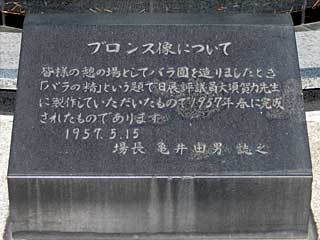 ブロンズ像について
皆様の憩の場としてバラ園を造りましたとき
「バラの精」という題で日展評議員大須賀力先生
に製作していただいたもので1957年春に完成
されたものであります
1957.5.15
場長 亀井由男 誌之